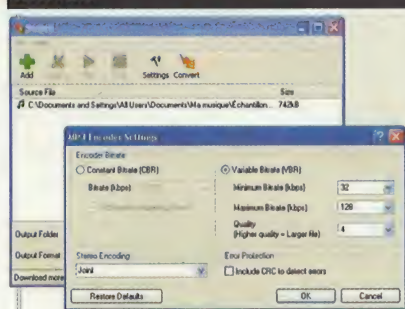 Add
Settings Convert
Source File Size
C:\Documents and Settings\All Users\Documents\Ma musique\Échantillon... 742kB
MP3 Encoder Settings
Encoder Bitrate
Constant Bitrate (CBR)
Variable Bitrate (VBR)
Bitrate (kbps)
Minimum Bitrate (kbps) 32
Maximum Bitrate (kbps) 128
Quality
(Higher quality = Larger file) 4
Output Folder
Output Format
Stereo Encoding
Joint
Error Protection
Include CRC to detect errors
Download more
Restore Defaults OK Cancel